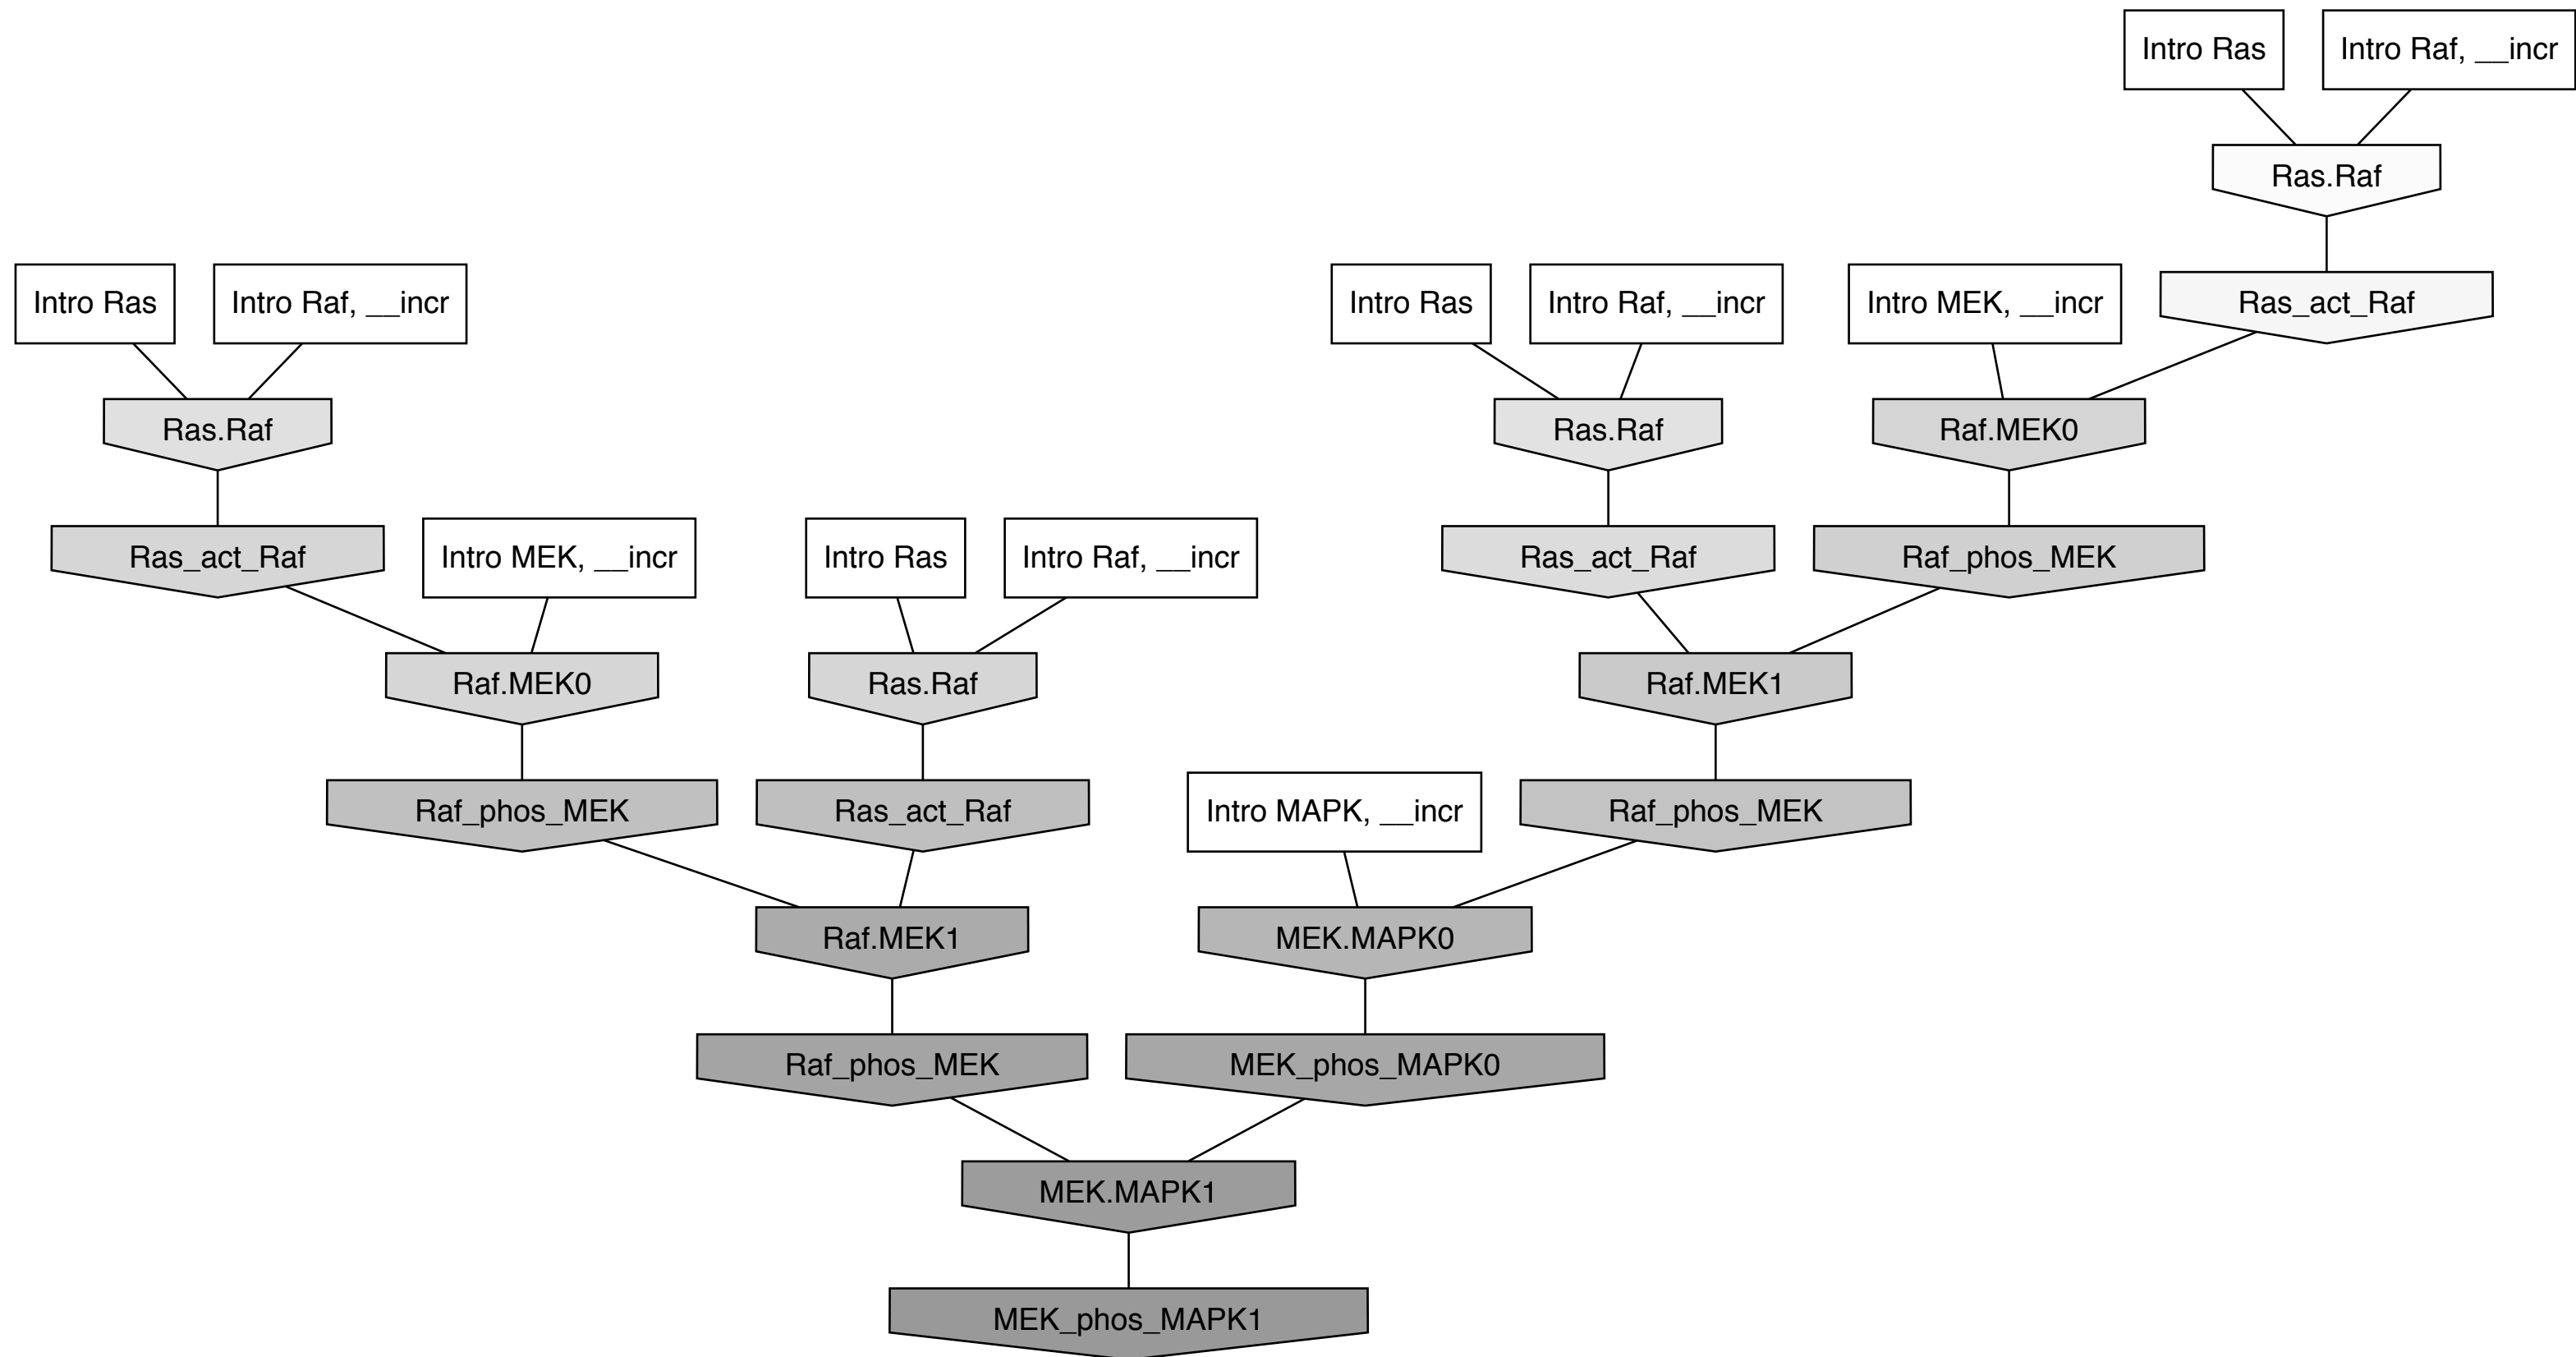 Intro Ras
Intro Raf, __incr
Ras.Raf
Intro Ras
Intro Raf, __incr
Intro Ras
Intro Raf, __incr
Intro MEK, __incr
Ras_act_Raf
Ras.Raf
Ras.Raf
Raf.MEK0
Ras_act_Raf
Intro MEK, __incr
Intro Ras
Intro Raf, __incr
Ras_act_Raf
Raf_phos_MEK
Raf.MEK0
Ras.Raf
Raf.MEK1
Raf_phos_MEK
Ras_act_Raf
Intro MAPK, __incr
Raf_phos_MEK
Raf.MEK1
MEK.MAPK0
Raf_phos_MEK
MEK_phos_MAPK0
MEK.MAPK1
MEK_phos_MAPK1